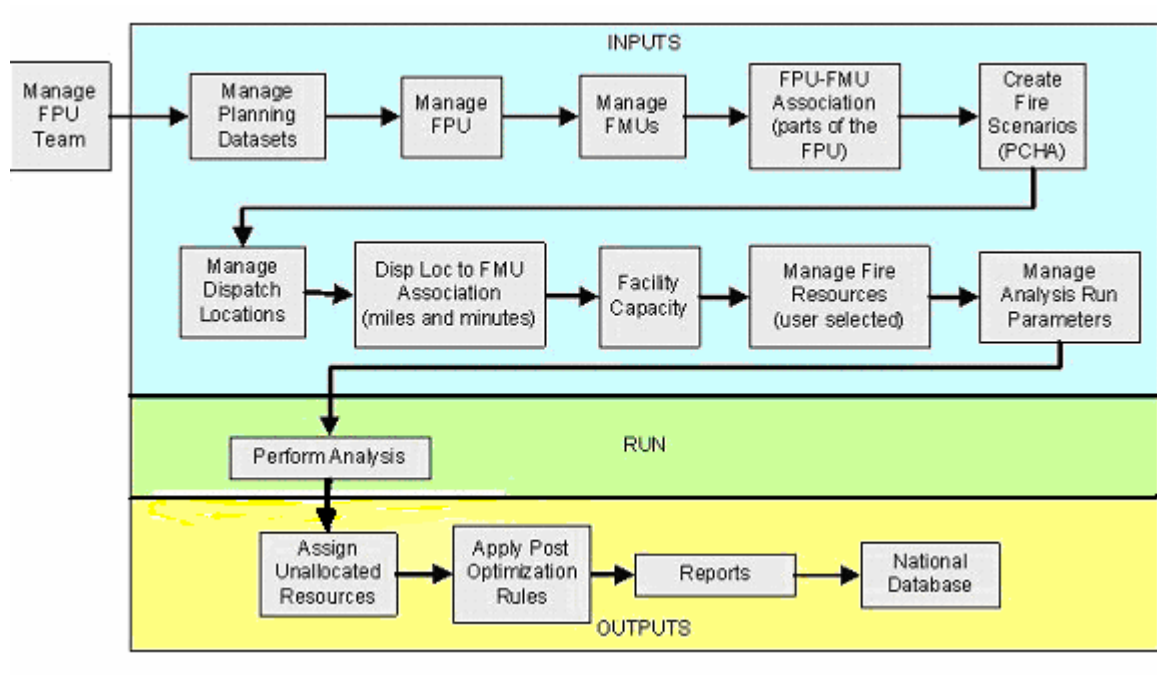 INPUTS
Manage
FPU
Team
Manage
Planning
Datasets
Manage
FPU
Manage
FMUs
FPU-FMU
Association
(parts of the
FPU)
Create
Fire
Scenarios
(PCHA)
Manage
Dispatch
Locations
Disp Loc to FMU
Association
(miles and minutes)
Facility
Capacity
Manage Fire
Resources
(user selected)
Manage
Analysis Run
Parameters
RUN
Perform Analysis
Assign
Unallocated
Resources
Apply Post
Optimization
Rules
Reports
National
Database
OUTPUTS